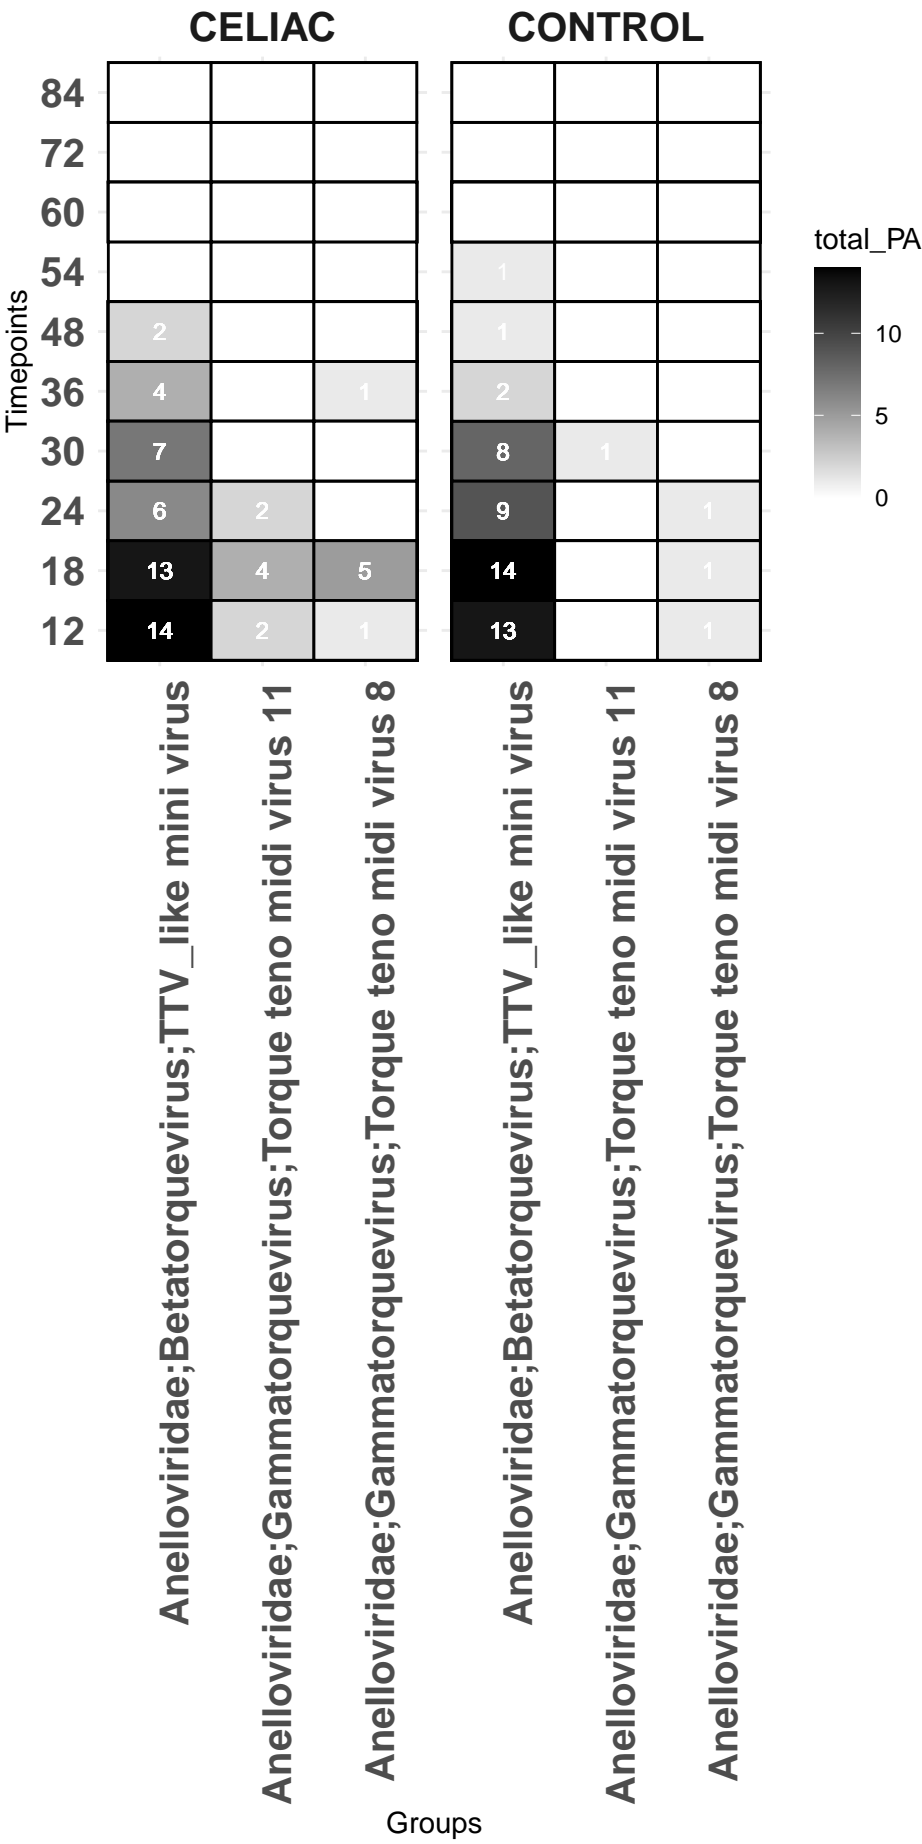 CELIAC CONTROL
84
72
60
54 1
48 2 1
36 4 1 2
30 7 8 1
24 6 2 9 1
18 13 4 5 14 1
12 14 2 1 13 1
Timepoints
Anelloviridae;Betatorquevirus;TTV_like mini virus
Anelloviridae;Gammatorquevirus;Torque teno midi virus 11
Anelloviridae;Gammatorquevirus;Torque teno midi virus 8
Anelloviridae;Betatorquevirus;TTV_like mini virus
Anelloviridae;Gammatorquevirus;Torque teno midi virus 11
Anelloviridae;Gammatorquevirus;Torque teno midi virus 8
Groups
total_PA
10
5
0